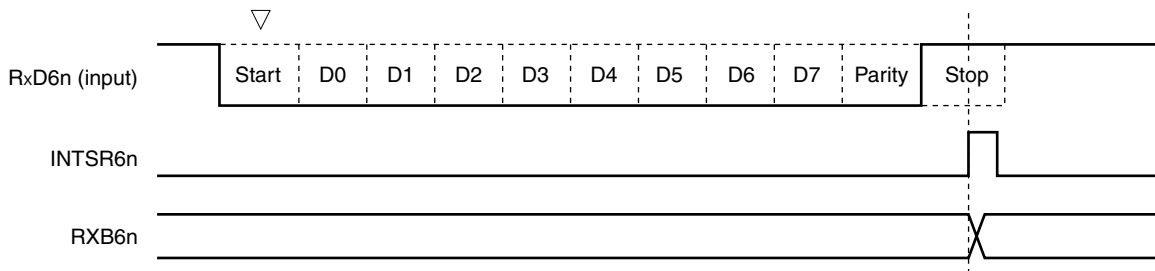 RxD6n (input) Start D0 D1 D2 D3 D4 D5 D6 D7 Parity Stop
INTSR6n
RXB6n